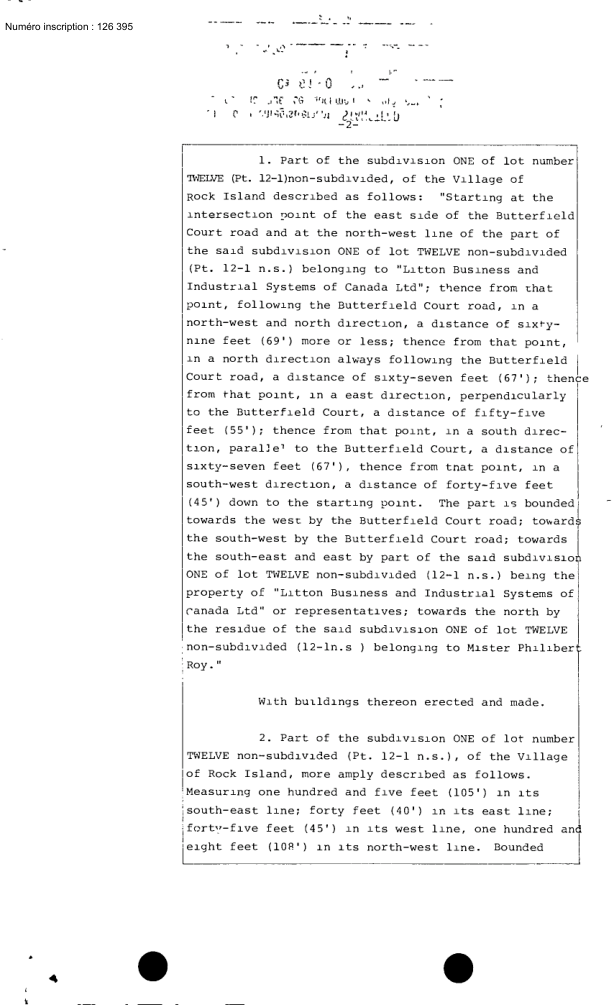 Numéro inscription : 126 395
-2-
1. Part of the subdivision ONE of lot number
TWELVE (Pt. 12-1)non-subdivided, of the Village of
Rock Island described as follows: "Starting at the
intersection point of the east side of the Butterfield
Court road and at the north-west line of the part of
the said subdivision ONE of lot TWELVE non-subdivided
(Pt. 12-1 n.s.) belonging to "Litton Business and
Industrial Systems of Canada Ltd"; thence from that
point, following the Butterfield Court road, in a
north-west and north direction, a distance of sixty-
nine feet (69') more or less; thence from that point,
in a north direction always following the Butterfield
Court road, a distance of sixty-seven feet (67'); thence
from that point, in a east direction, perpendicularly
to the Butterfield Court, a distance of fifty-five
feet (55'); thence from that point, in a south direc-
tion, parallel to the Butterfield Court, a distance of
sixty-seven feet (67'), thence from that point, in a
south-west direction, a distance of forty-five feet
(45') down to the starting point. The part is bounded
towards the west by the Butterfield Court road; towards
the south-west by the Butterfield Court road; towards
the south-east and east by part of the said subdivision
ONE of lot TWELVE non-subdivided (12-1 n.s.) being the
property of "Litton Business and Industrial Systems of
Canada Ltd" or representatives; towards the north by
the residue of the said subdivision ONE of lot TWELVE
non-subdivided (12-1n.s ) belonging to Mister Philibert
Roy."
With buildings thereon erected and made.
2. Part of the subdivision ONE of lot number
TWELVE non-subdivided (Pt. 12-1 n.s.), of the Village
of Rock Island, more amply described as follows.
Measuring one hundred and five feet (105') in its
south-east line; forty feet (40') in its east line;
forty-five feet (45') in its west line, one hundred and
eight feet (108') in its north-west line. Bounded